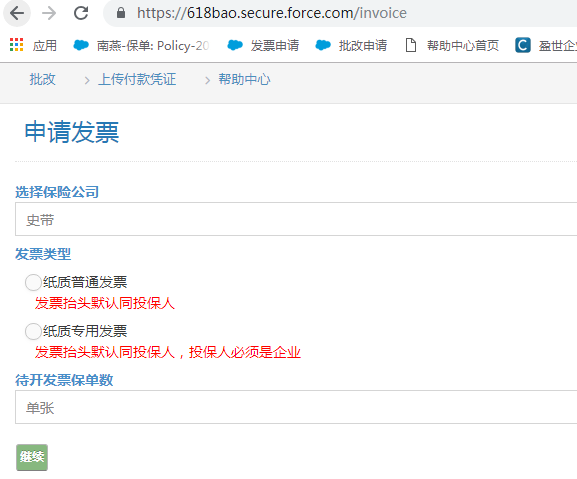 https://618bao.secure.force.com/invoice
应用 南燕-保单: Policy-20 发票申请 批改申请 帮助中心首页 C 盈世企业
批改 > 上传付款凭证 > 帮助中心
申请发票
选择保险公司
史带
发票类型
纸质普通发票
发票抬头默认同投保人
纸质专用发票
发票抬头默认同投保人，投保人必须是企业
待开发票保单数
单张
继续